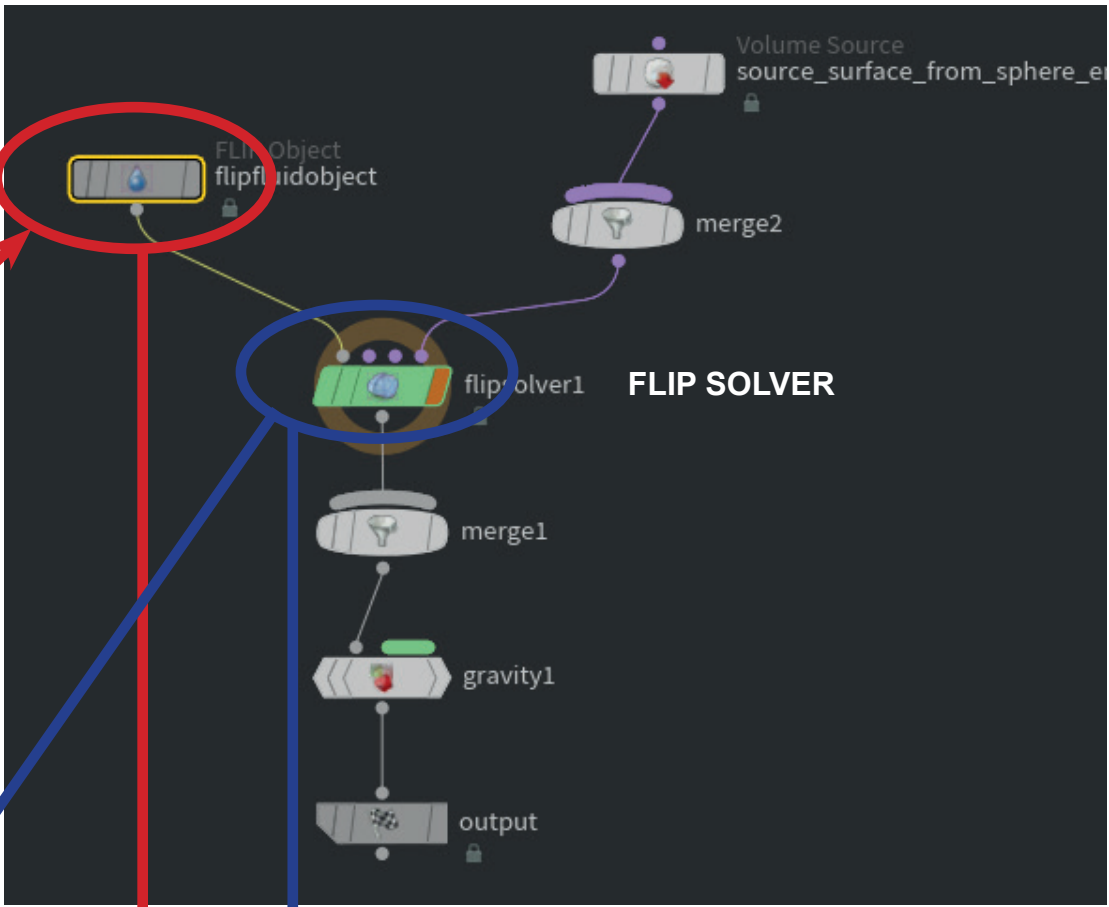 Volume Source
source_surface_from_sphere_e
FLIP Object
flipfluidobject
merge2
flipsolver1
FLIP SOLVER
merge1
gravity1
output